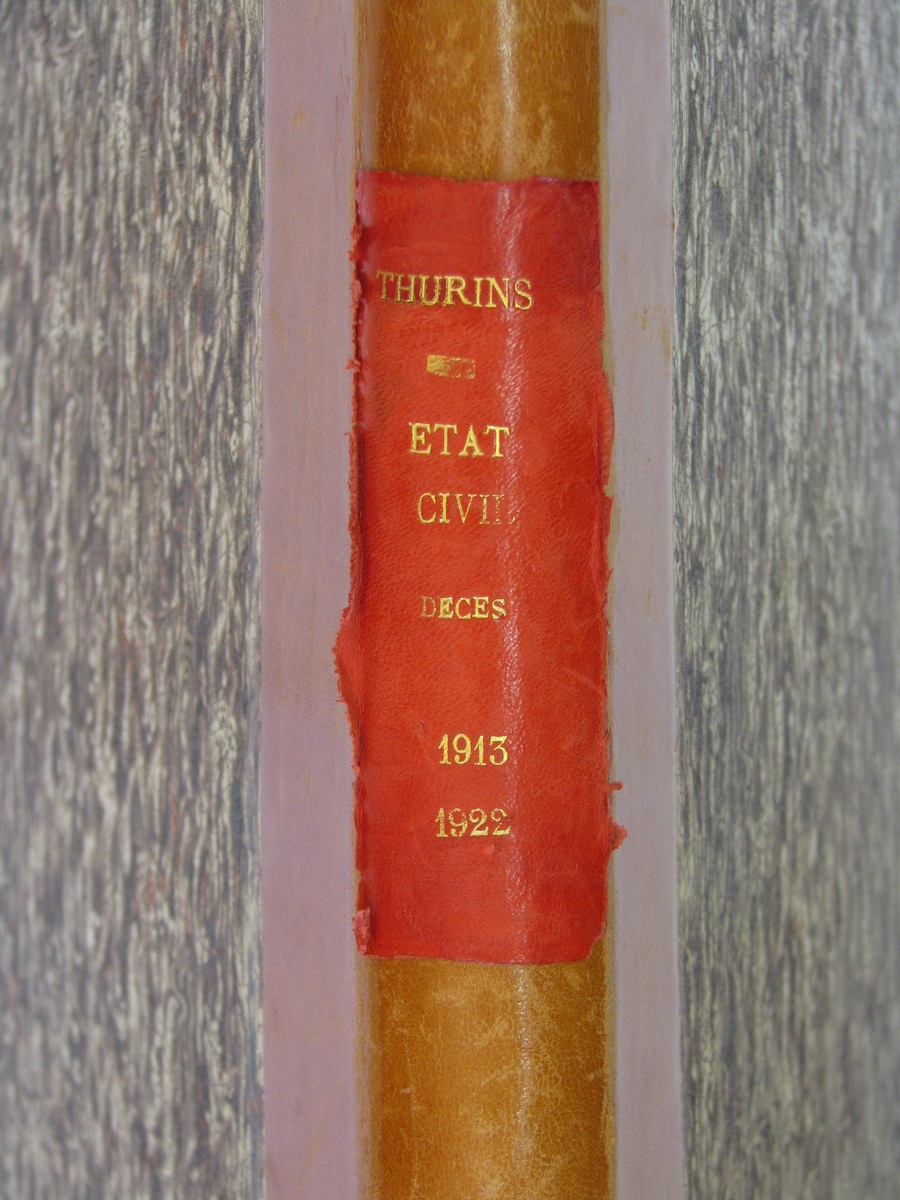 THURINS
ETAT
CIVIL
DECES
1913
1922